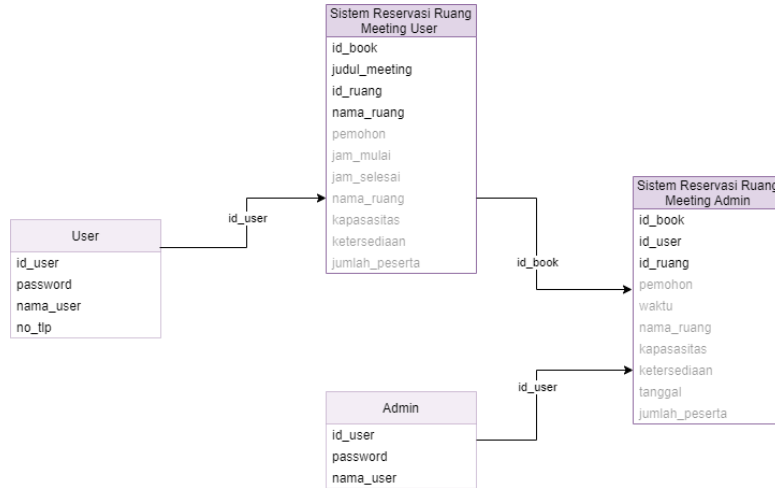 Sistem Reservasi Ruang
Meeting User
id_book
judul_meeting
id_ruang
nama_ruang
pemohon
jam_mulai
jam_selesai
nama_ruang
kapasasitas
ketersediaan
jumlah_peserta
id_user
User
id_user
password
nama_user
no_tlp
id_book
Sistem Reservasi Ruang
Meeting Admin
id_book
id_user
id_ruang
pemohon
waktu
nama_ruang
kapasasitas
ketersediaan
tanggal
jumlah_peserta
id_user
Admin
id_user
password
nama_user